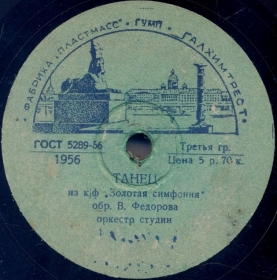 ФАБРИКА „ПЛАСТМАСС" • ГУМП • ГАЛХИМТРЕСТ •
ГОСТ 5289-56
1956
Третья гр.
Цена 5 р. 70 к.
ТАНЕЦ
из к/ф „Золотая симфония"
обр. В. Федорова
оркестр студии